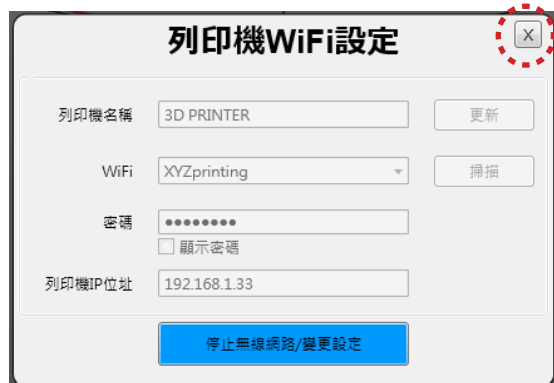 列印機WiFi設定
X
列印機名稱 3D PRINTER 更新
WiFi XYZprinting 掃描
密碼 ●●●●●●●●
顯示密碼
列印機IP位址 192.168.1.33
停止無線網路/變更設定